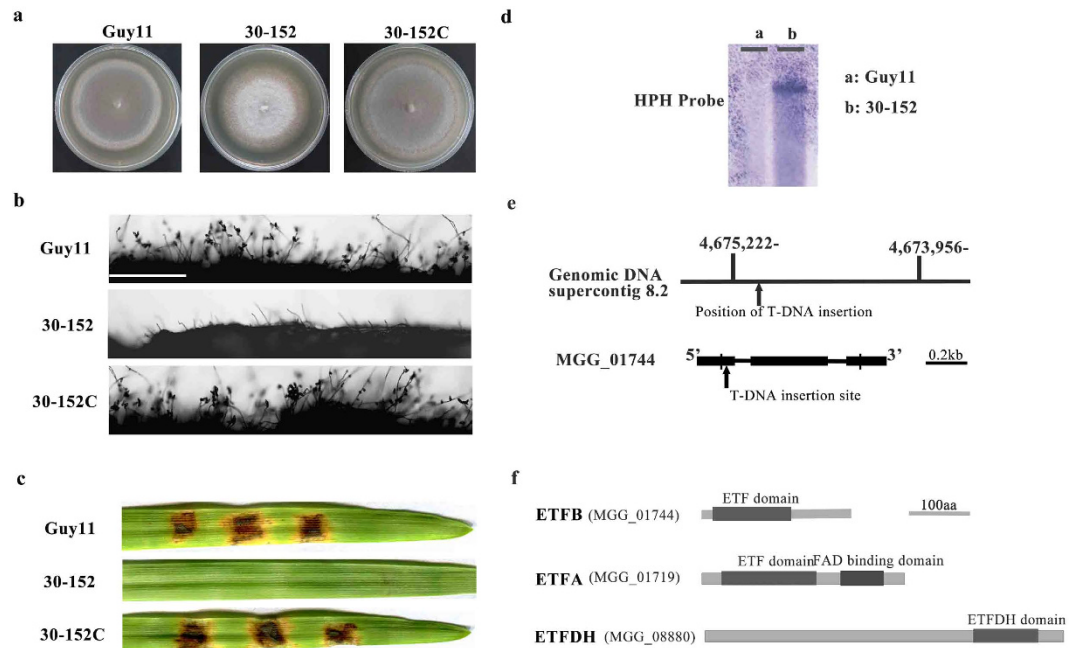 a
Guy11
30-152
30-152C
b
Guy11
30-152
30-152C
c
Guy11
30-152
30-152C
d
a b
HPH Probe
a: Guy11
b: 30-152
e
4,675,222-
4,673,956-
Genomic DNA
supercontig 8.2
Position of T-DNA insertion
MGG_01744
5’
3’
0.2kb
T-DNA insertion site
f
ETF domain
ETFB (MGG_01744)
100aa
ETF domain
FAD binding domain
ETFA (MGG_01719)
ETFDH domain
ETFDH (MGG_08880)